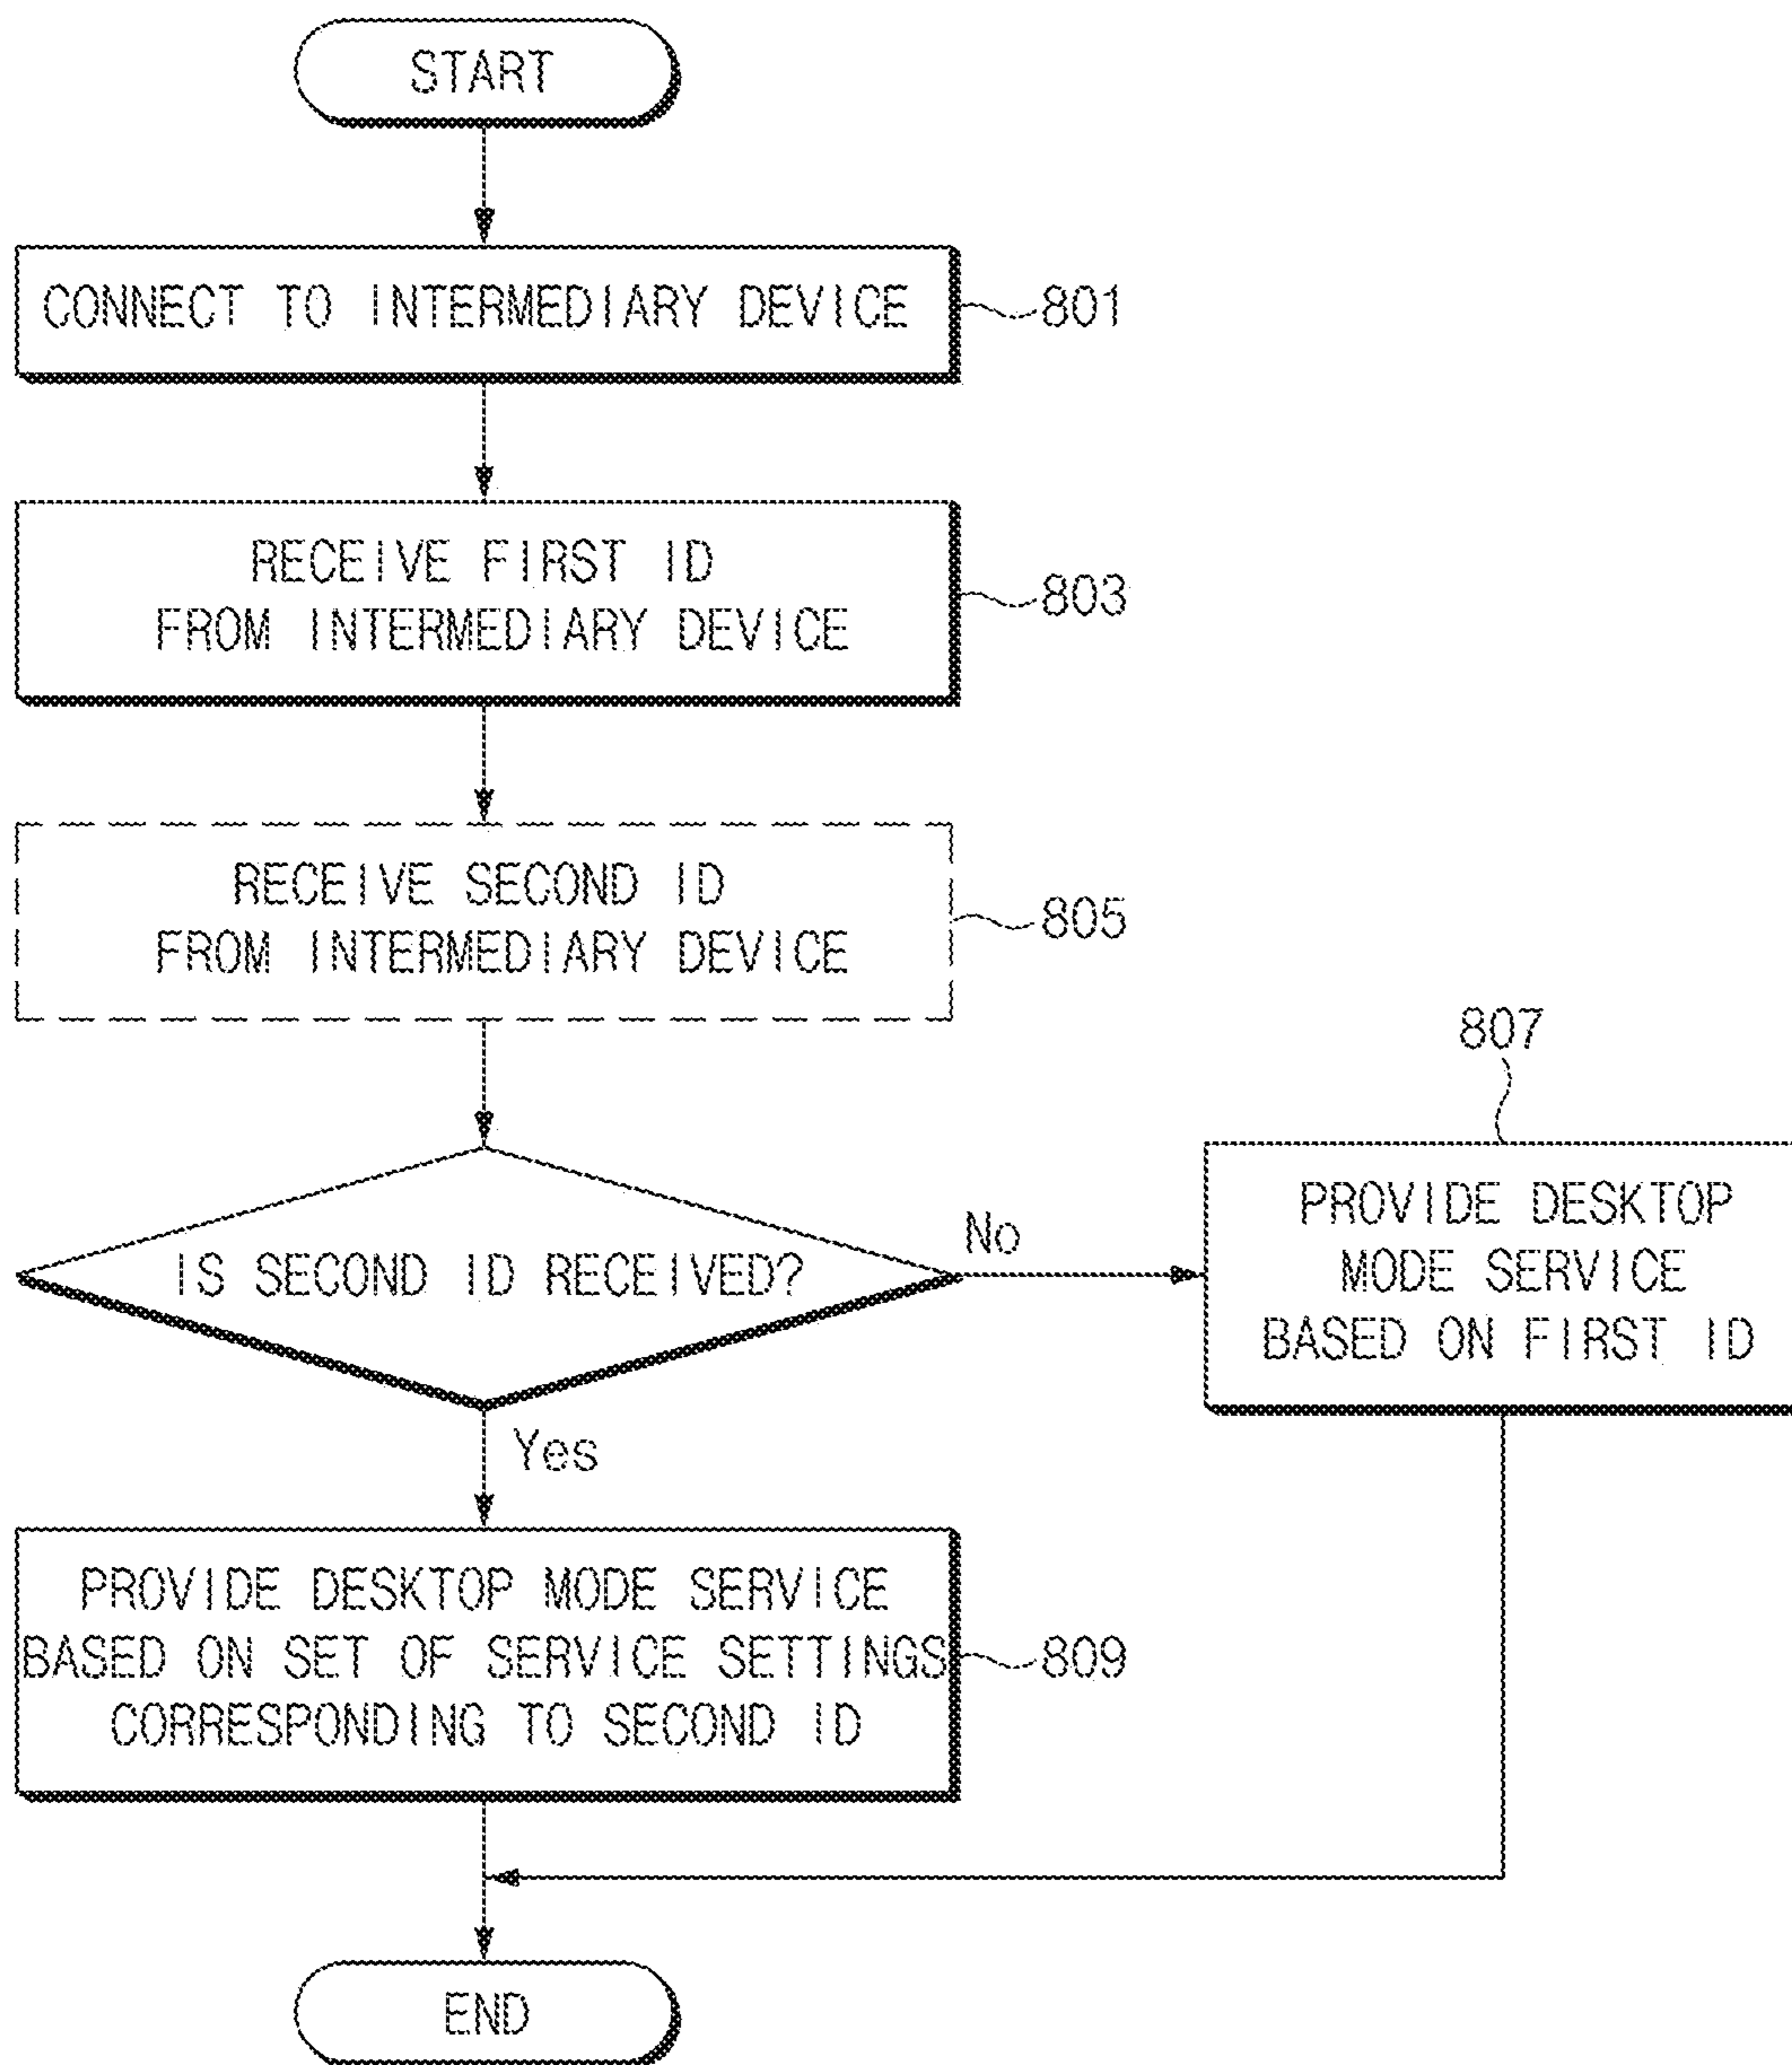 START
CONNECT TO INTERMEDIARY DEVICE
801
RECEIVE FIRST ID
FROM INTERMEDIARY DEVICE
803
RECEIVE SECOND ID
FROM INTERMEDIARY DEVICE
805
IS SECOND ID RECEIVED?
No
807
PROVIDE DESKTOP
MODE SERVICE
BASED ON FIRST ID
Yes
PROVIDE DESKTOP MODE SERVICE
BASED ON SET OF SERVICE SETTINGS
CORRESPONDING TO SECOND ID
809
END